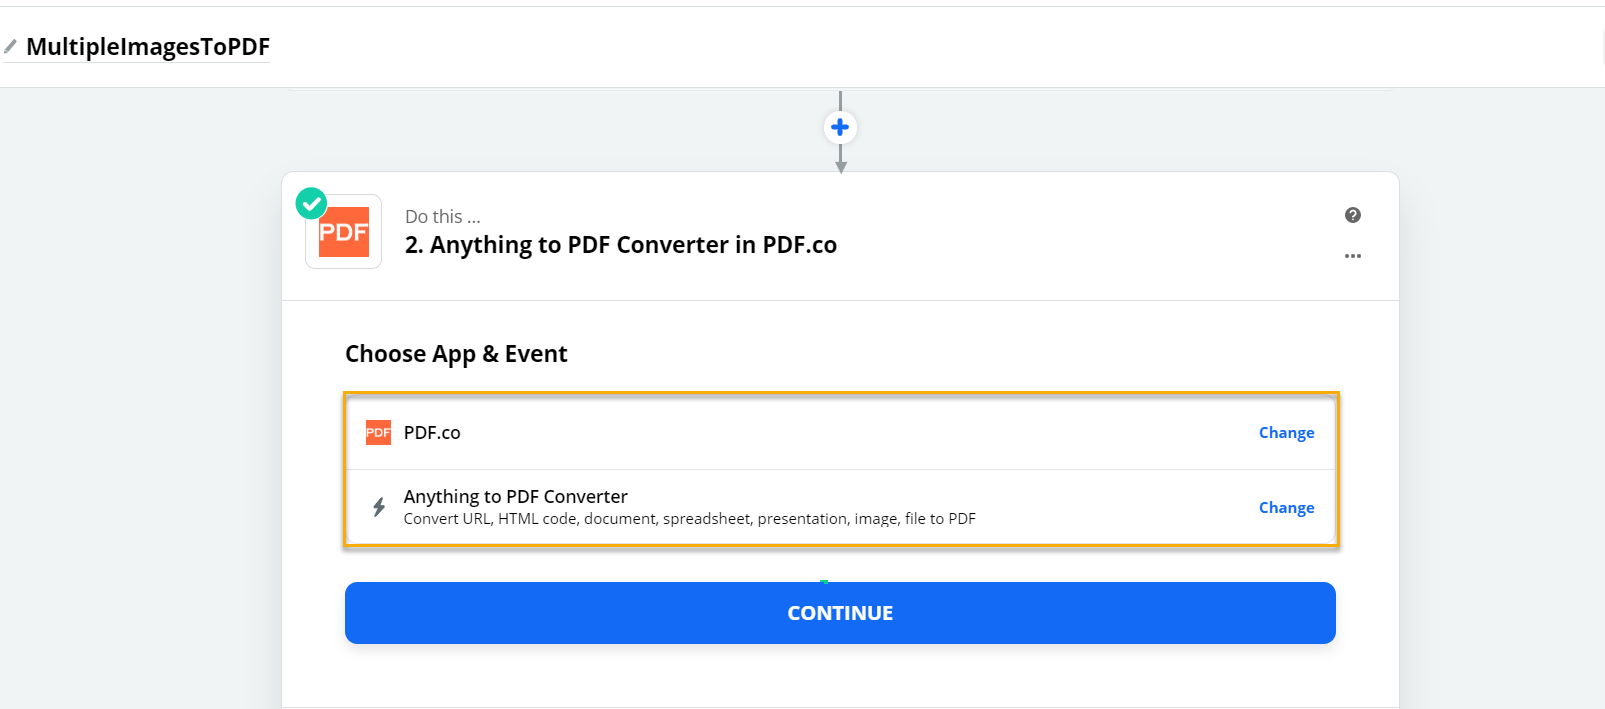 MultipleImagesToPDF
PDF
Do this ...
2. Anything to PDF Converter in PDF.co
Choose App & Event
PDF
PDF.co
Change
Anything to PDF Converter
Convert URL, HTML code, document, spreadsheet, presentation, image, file to PDF
Change
CONTINUE